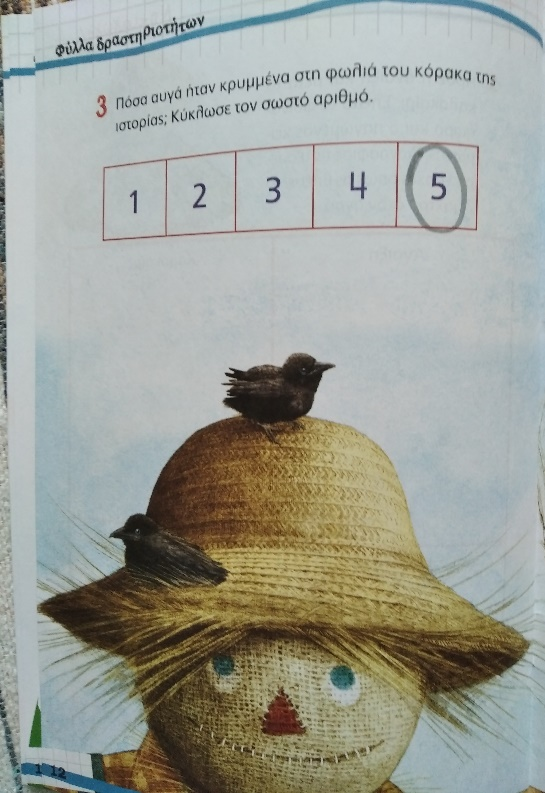 Φύλλα δραστηριοτήτων
3 Πόσα αυγά ήταν κρυμμένα στη φωλιά του κόρακα της
ιστορίας; Κύκλωσε τον σωστό αριθμό.
1 2 3 4 5
12